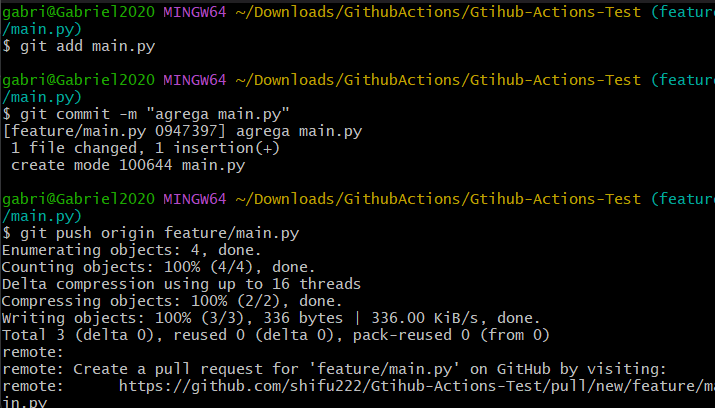 gabri@Gabriel2020 MINGW64 ~/Downloads/GithubActions/Gtihub-Actions-Test (featur
/main.py)
$ git add main.py
gabri@Gabriel2020 MINGW64 ~/Downloads/GithubActions/Gtihub-Actions-Test (featur
/main.py)
$ git commit -m "agrega main.py"
[feature/main.py 0947397] agrega main.py
 1 file changed, 1 insertion(+)
 create mode 100644 main.py
gabri@Gabriel2020 MINGW64 ~/Downloads/GithubActions/Gtihub-Actions-Test (featur
/main.py)
$ git push origin feature/main.py
Enumerating objects: 4, done.
Counting objects: 100% (4/4), done.
Delta compression using up to 16 threads
Compressing objects: 100% (2/2), done.
Writing objects: 100% (3/3), 336 bytes | 336.00 KiB/s, done.
Total 3 (delta 0), reused 0 (delta 0), pack-reused 0 (from 0)
remote:
remote: Create a pull request for 'feature/main.py' on GitHub by visiting:
remote:      https://github.com/shifu222/Gtihub-Actions-Test/pull/new/feature/ma
in.py